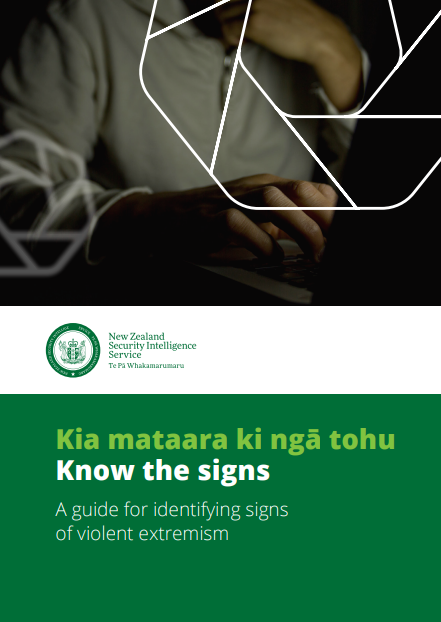 New Zealand
Security Intelligence
Service
Te Pā Whakamarumaru
Kia mataara ki ngā tohu
Know the signs
A guide for identifying signs
of violent extremism